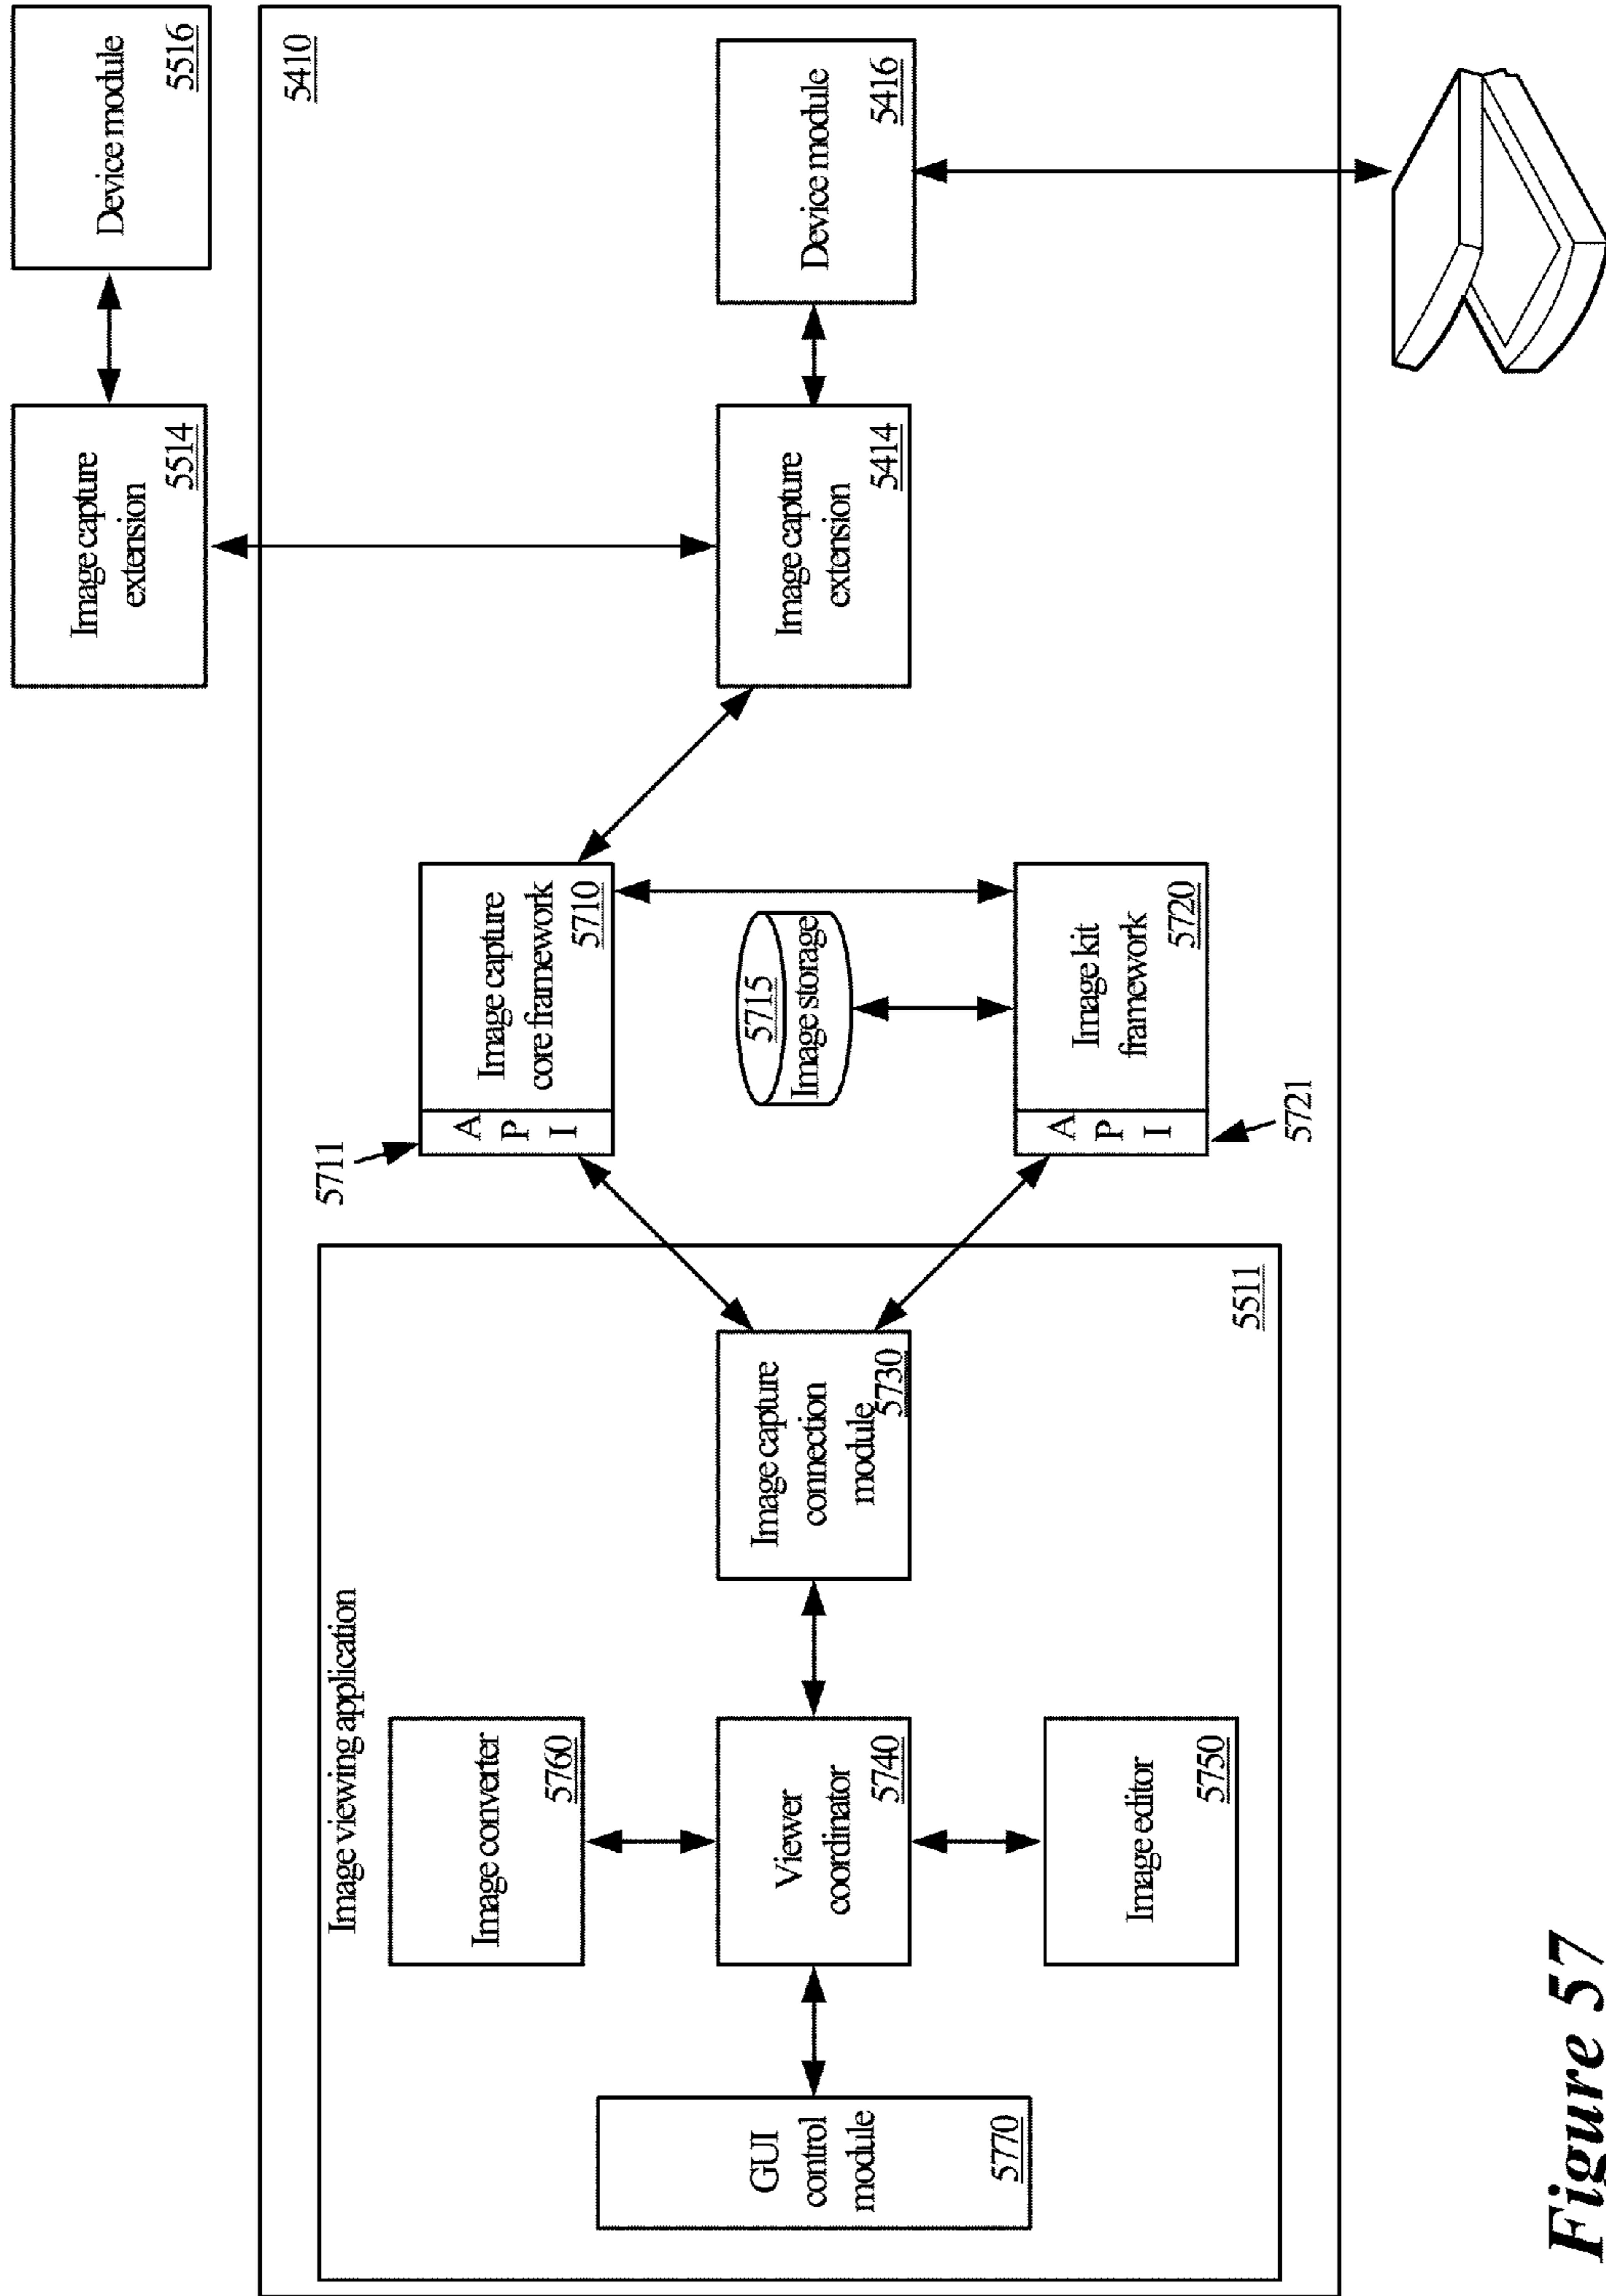 Image capture
extension
5514
Device module
5516
5410
Image viewing application
Image converter
5760
GUI
control
module
5770
Viewer
coordinator
5740
Image editor
5750
Image capture
connection
module
5730
5511
5711
A
P
I
Image capture
core framework
5710
5715
Image storage
A
P
I
Image kit
framework
5720
5721
Image capture
extension
5414
Device module
5416
Figure 57